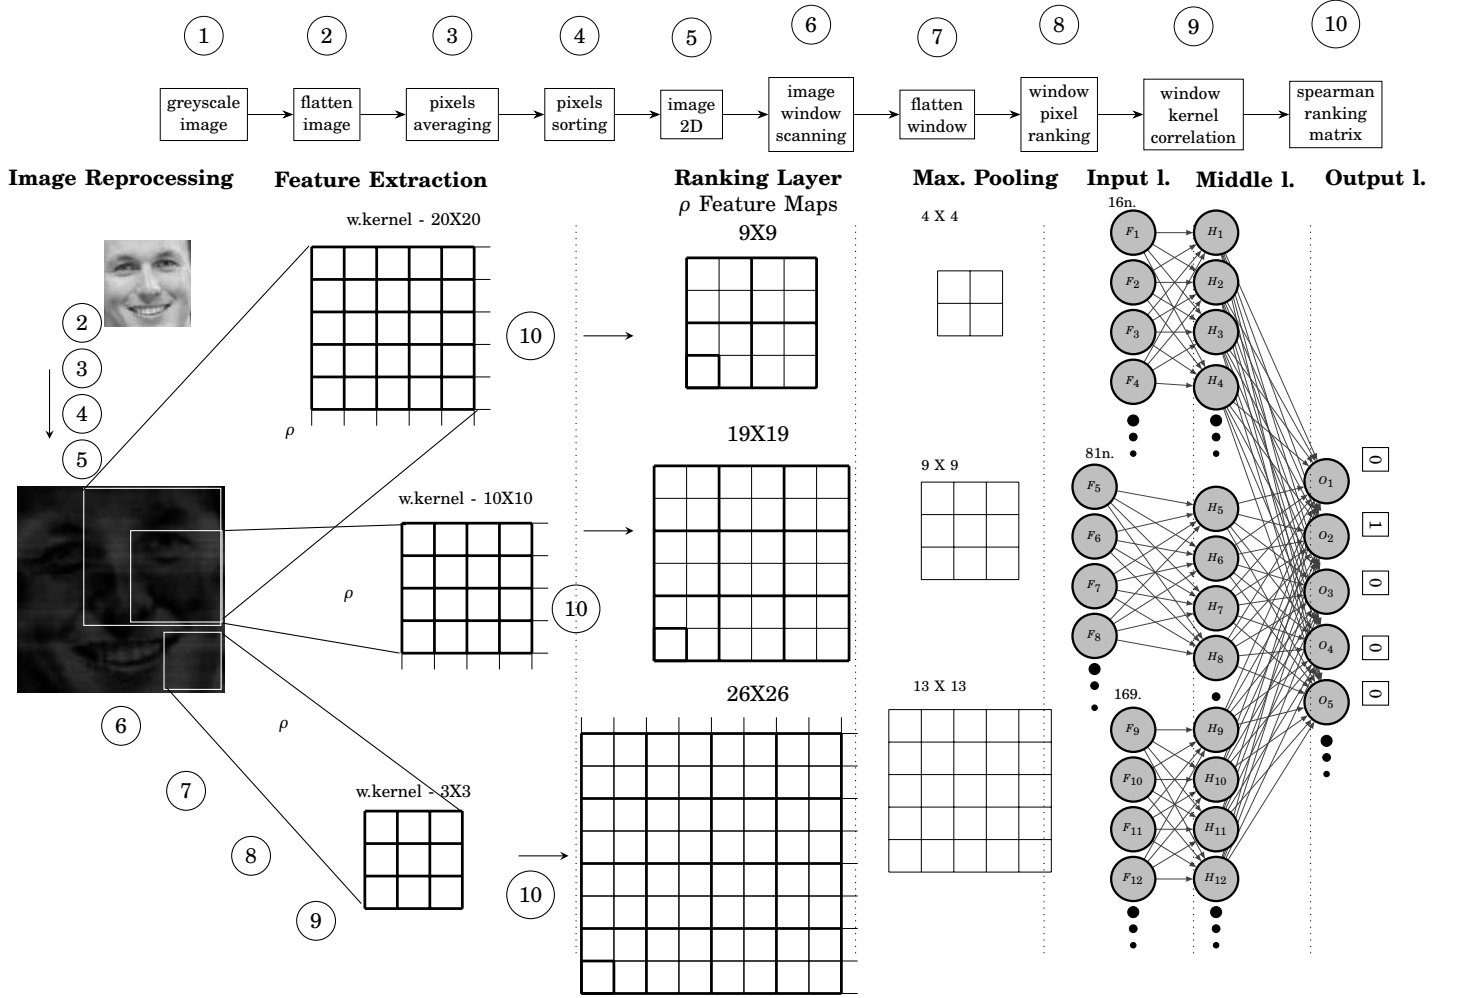 1 2 3 4 5 6 7 8 9 10
greyscale image
flatten image
pixels averaging
pixels sorting
image 2D
image window scanning
flatten window
window pixel ranking
window kernel correlation
spearman ranking matrix
Image Reprocessing
Feature Extraction
Ranking Layer
ρ Feature Maps
Max. Pooling
Input l.
Middle l.
Output l.
2
3
4
5
6
7
8
9
w.kernel - 20X20
ρ
10
w.kernel - 10X10
ρ
10
ρ
w.kernel - 3X3
10
9X9
19X19
26X26
4 X 4
9 X 9
13 X 13
16n.
F1
F2
F3
F4
81n.
F5
F6
F7
F8
169.
F9
F10
F11
F12
H1
H2
H3
H4
H5
H6
H7
H8
H9
H10
H11
H12
O1
O2
O3
O4
O5
0
1
0
0
0